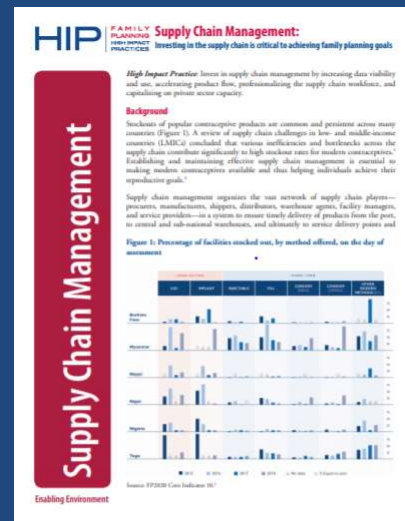 HIP
FAMILY
PLANNING
HIGH IMPACT
PRACTICES
Supply Chain Management:
Investing in the supply chain is critical to achieving family planning goals
Supply Chain Management
High Impact Practice: Invest in supply chain management by increasing data visibility
and use, accelerating product flow, professionalizing the supply chain workforce, and
capitalizing on private sector capacity.
Background
Stockouts of popular contraceptive products are common and persistent across many
countries (Figure 1). A review of supply chain challenges in low- and middle-income
countries (LMICs) concluded that various inefficiencies and bottlenecks across the
supply chain contribute significantly to high stockout rates for modern contraceptives.
Establishing and maintaining effective supply chain management is essential to
making modern contraceptives available and thus helping individuals achieve their
reproductive goals.
Supply chain management organizes the vast network of supply chain players—
procurers, manufacturers, shippers, distributors, warehouse agents, facility managers,
and service providers—in a system to ensure timely delivery of products from the port,
to central and sub-national warehouses, and ultimately to service delivery points and
Figure 1: Percentage of facilities stocked out, by method offered, on the day of
assessment
IUD IMPLANT INJECTABLE PILL
Burkina
Faso
Myanmar
Nepal
Niger
Nigeria
Togo
2017 2018 No data
Source: FP2020 Core Indicator 10.
Enabling Environment